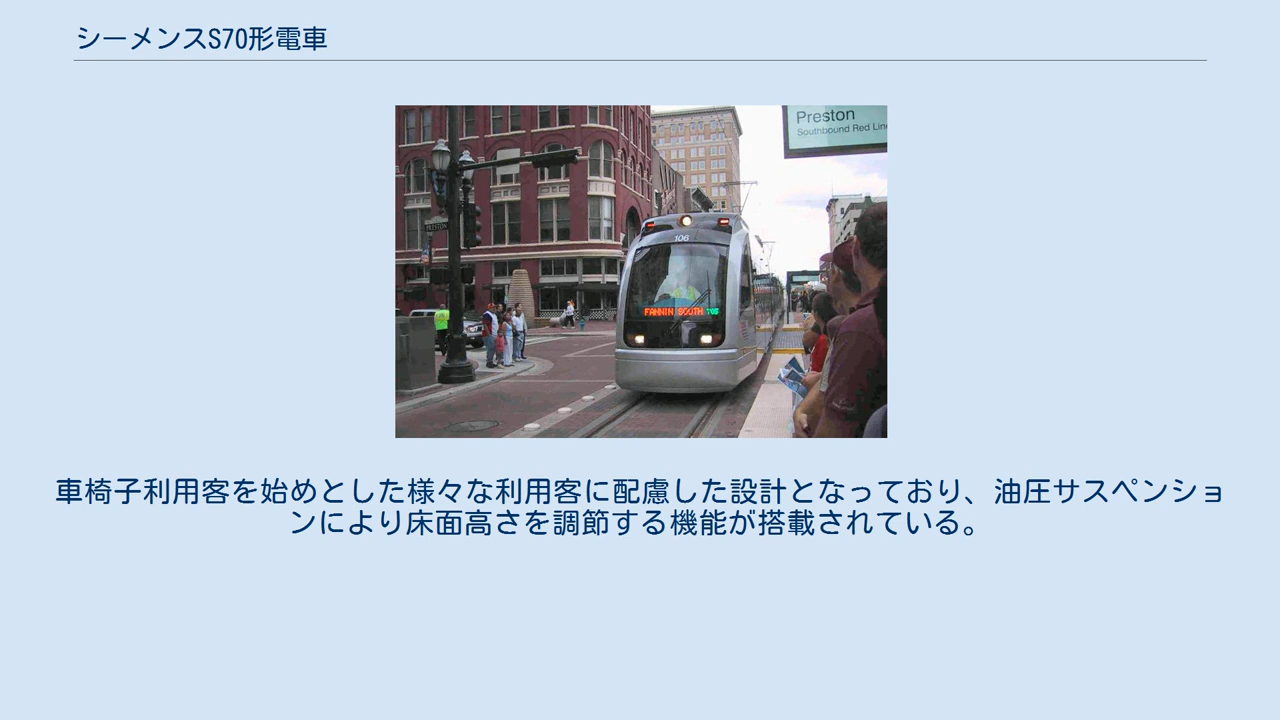 シーメンスS70形電車
Preston
Southbound Red Line
PRESTON
106
FANNIN SOUTH
車椅子利用客を始めとした様々な利用客に配慮した設計となっており、油圧サスペンショ
ンにより床面高さを調節する機能が搭載されている。